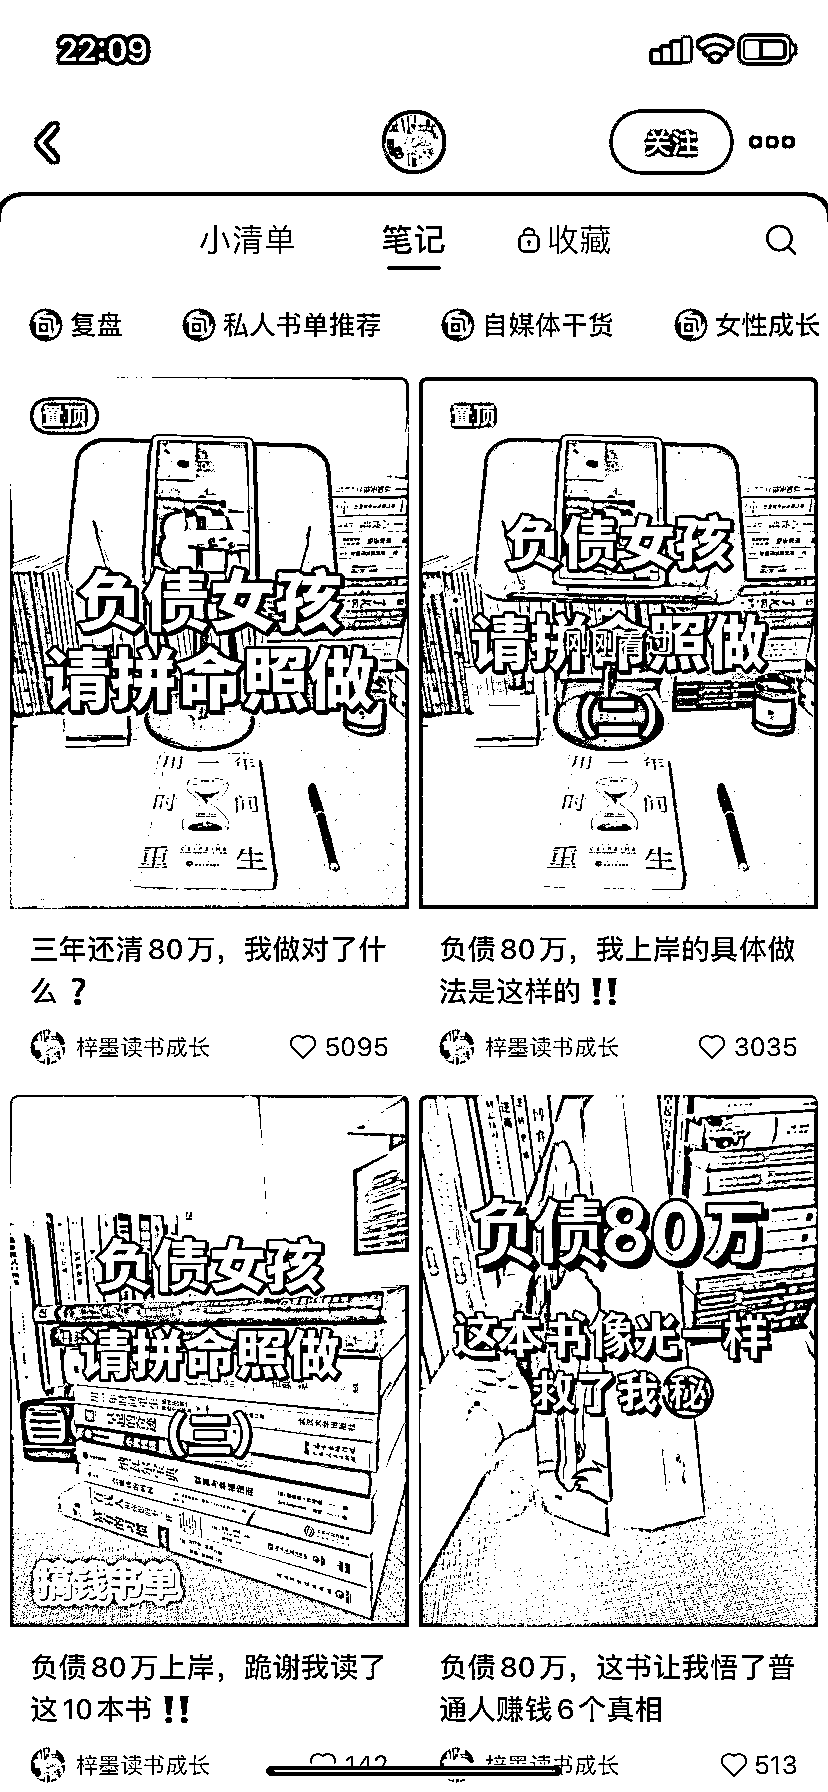 22:09
关注
小清单 笔记 收藏
复盘 私人书单推荐 自媒体干货 女性成长
置顶
负债女孩
请拼命照做
用一年
时间
重生
三年还清80万，我做对了什
么？
梓墨读书成长 5095
置顶
负债女孩
请拼命照做
(二)
用一年
时间
重生
负债80万，我上岸的具体做
法是这样的‼️
梓墨读书成长 3035
负债女孩
请拼命照做
(三)
搞钱书单
负债80万上岸，跪谢我读了
这10本书‼️
梓墨读书成长 142
负债80万
这本书像光一样
救了我㊙
负债80万，这书让我悟了普
通人赚钱6个真相
梓墨读书成长 513